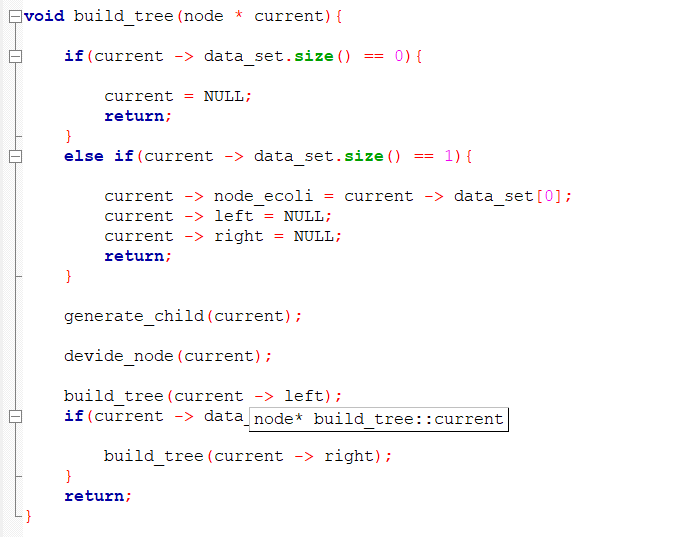 void build_tree(node * current){
if(current -> data_set.size() == 0){
current = NULL;
return;
}
else if(current -> data_set.size() == 1){
current -> node_ecoli = current -> data_set[0];
current -> left = NULL;
current -> right = NULL;
return;
}
generate_child(current);
devide_node(current);
build_tree(current -> left);
if(current -> data_
node* build_tree::current
build_tree(current -> right);
}
return;
}